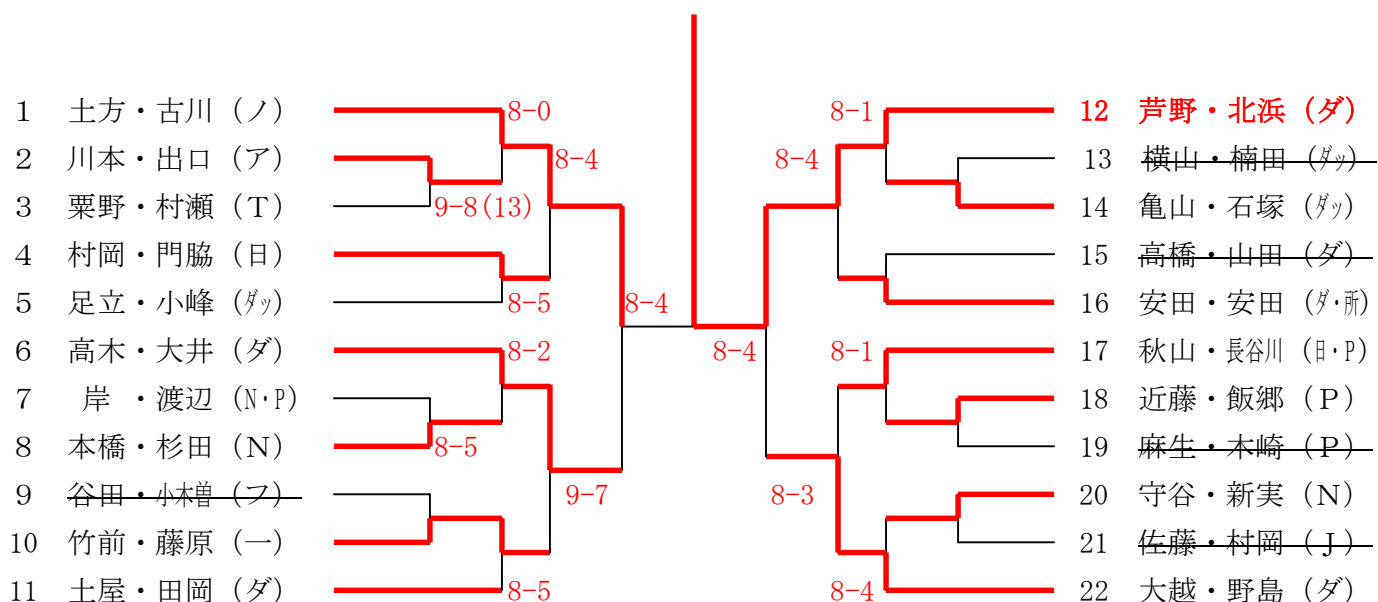 1 土方・古川（ノ） 8-0 8-1 12 芦野・北浜（ダ）
2 川本・出口（ア） 8-4 8-4 13 横山・楠田（ダッ）
3 粟野・村瀬（T） 9-8(13) 14 亀山・石塚（ダッ）
4 村岡・門脇（日） 15 高橋・山田（ダ）
5 足立・小峰（ダッ） 8-5 8-4 16 安田・安田（ダ・所）
6 高木・大井（ダ） 8-2 8-4 8-1 17 秋山・長谷川（日・P）
7 岸 ・渡辺（N・P） 18 近藤・飯郷（P）
8 本橋・杉田（N） 8-5 19 麻生・木崎（P）
9 谷田・小木曽（フ） 9-7 8-3 20 守谷・新実（N）
10 竹前・藤原（一） 21 佐藤・村岡（J）
11 土屋・田岡（ダ） 8-5 8-4 22 大越・野島（ダ）